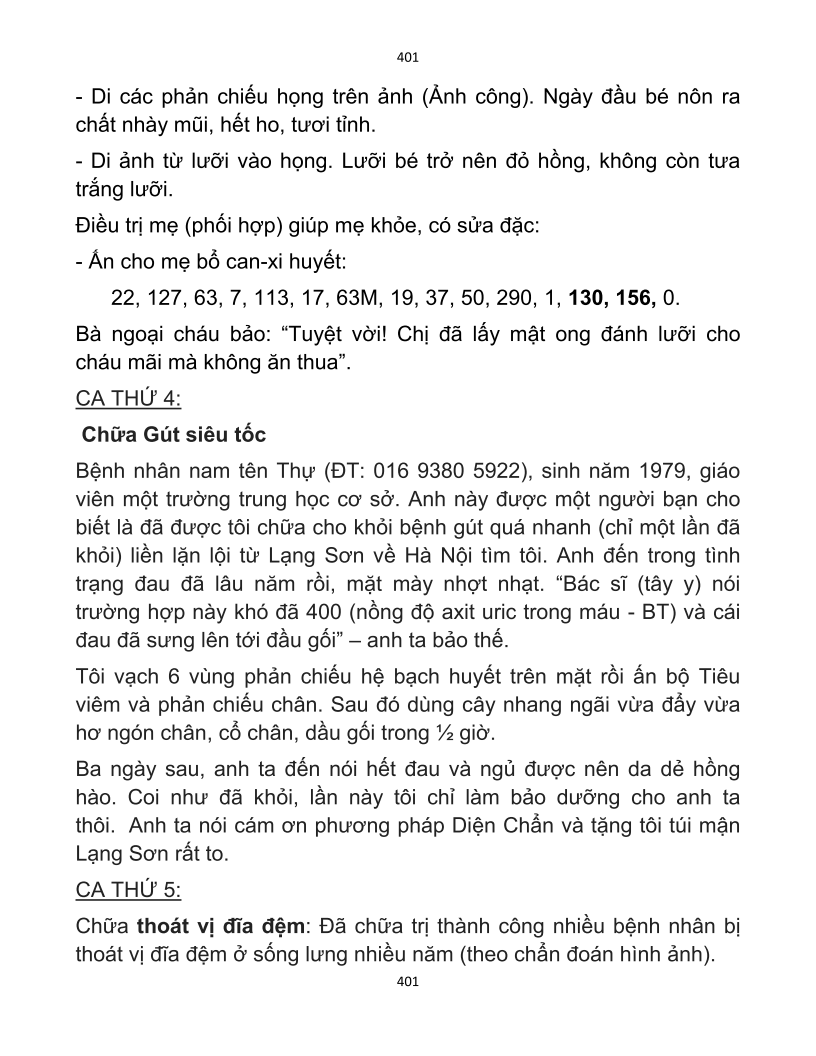 401
- Di các phản chiếu họng trên ảnh (Ảnh công). Ngày đầu bé nôn ra
chất nhày mũi, hết ho, tươi tỉnh.
- Di ảnh từ lưỡi vào họng. Lưỡi bé trở nên đỏ hồng, không còn tưa
trắng lưỡi.
Điều trị mẹ (phối hợp) giúp mẹ khỏe, có sửa đặc:
- Ấn cho mẹ bổ can-xi huyết:
22, 127, 63, 7, 113, 17, 63M, 19, 37, 50, 290, 1, 130, 156, 0.
Bà ngoại cháu bảo: “Tuyệt vời! Chị đã lấy mật ong đánh lưỡi cho
cháu mãi mà không ăn thua”.
CA THỨ 4:
Chữa Gút siêu tốc
Bệnh nhân nam tên Thự (ĐT: 016 9380 5922), sinh năm 1979, giáo
viên một trường trung học cơ sở. Anh này được một người bạn cho
biết là đã được tôi chữa cho khỏi bệnh gút quá nhanh (chỉ một lần đã
khỏi) liền lặn lội từ Lạng Sơn về Hà Nội tìm tôi. Anh đến trong tình
trạng đau đã lâu năm rồi, mặt mày nhợt nhạt. “Bác sĩ (tây y) nói
trường hợp này khó đã 400 (nồng độ axit uric trong máu - BT) và cái
đau đã sưng lên tới đầu gối” – anh ta bảo thế.
Tôi vạch 6 vùng phản chiếu hệ bạch huyết trên mặt rồi ấn bộ Tiêu
viêm và phản chiếu chân. Sau đó dùng cây nhang ngãi vừa đẩy vừa
hơ ngón chân, cổ chân, dầu gối trong ½ giờ.
Ba ngày sau, anh ta đến nói hết đau và ngủ được nên da dẻ hồng
hào. Coi như đã khỏi, lần này tôi chỉ làm bảo dưỡng cho anh ta
thôi.  Anh ta nói cám ơn phương pháp Diện Chẩn và tặng tôi túi mận
Lạng Sơn rất to.
CA THỨ 5:
Chữa thoát vị đĩa đệm: Đã chữa trị thành công nhiều bệnh nhân bị
thoát vị đĩa đệm ở sống lưng nhiều năm (theo chẩn đoán hình ảnh).
401